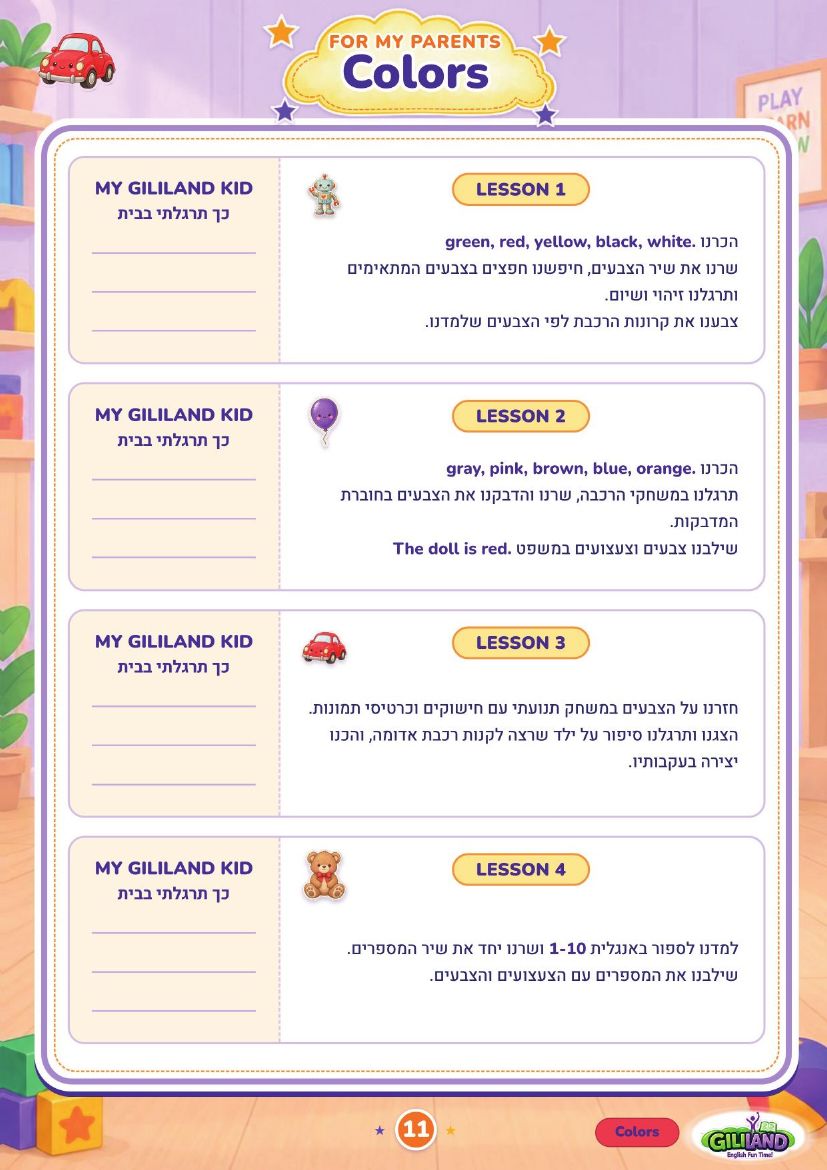 FOR MY PARENTS
Colors
PLAY
LEARN
MY GILILAND KID
כך תרגלתי בבית
LESSON 1
הכרנו green, red, yellow, black, white.
שרנו את שיר הצבעים, חיפשנו חפצים בצבעים המתאימים
ותרגלנו זיהוי ושיום.
צבענו את קרונות הרכבת לפי הצבעים שלמדנו.
MY GILILAND KID
כך תרגלתי בבית
LESSON 2
הכרנו gray, pink, brown, blue, orange.
תרגלנו במשחקי הרכבה, שרנו והדבקנו את הצבעים בחוברת
המדבקות.
שילבנו צבעים וצעצועים במשפט The doll is red.
MY GILILAND KID
כך תרגלתי בבית
LESSON 3
חזרנו על הצבעים במשחק תנועתי עם חישוקים וכרטיסי תמונות.
הצגנו ותרגלנו סיפור על ילד שרצה לקנות רכבת אדומה, והכנו
יצירה בעקבותיו.
MY GILILAND KID
כך תרגלתי בבית
LESSON 4
למדנו לספור באנגלית 1-10 ושרנו יחד את שיר המספרים.
שילבנו את המספרים עם הצעצועים והצבעים.
11
Colors
GILILAND
English Fun Time!